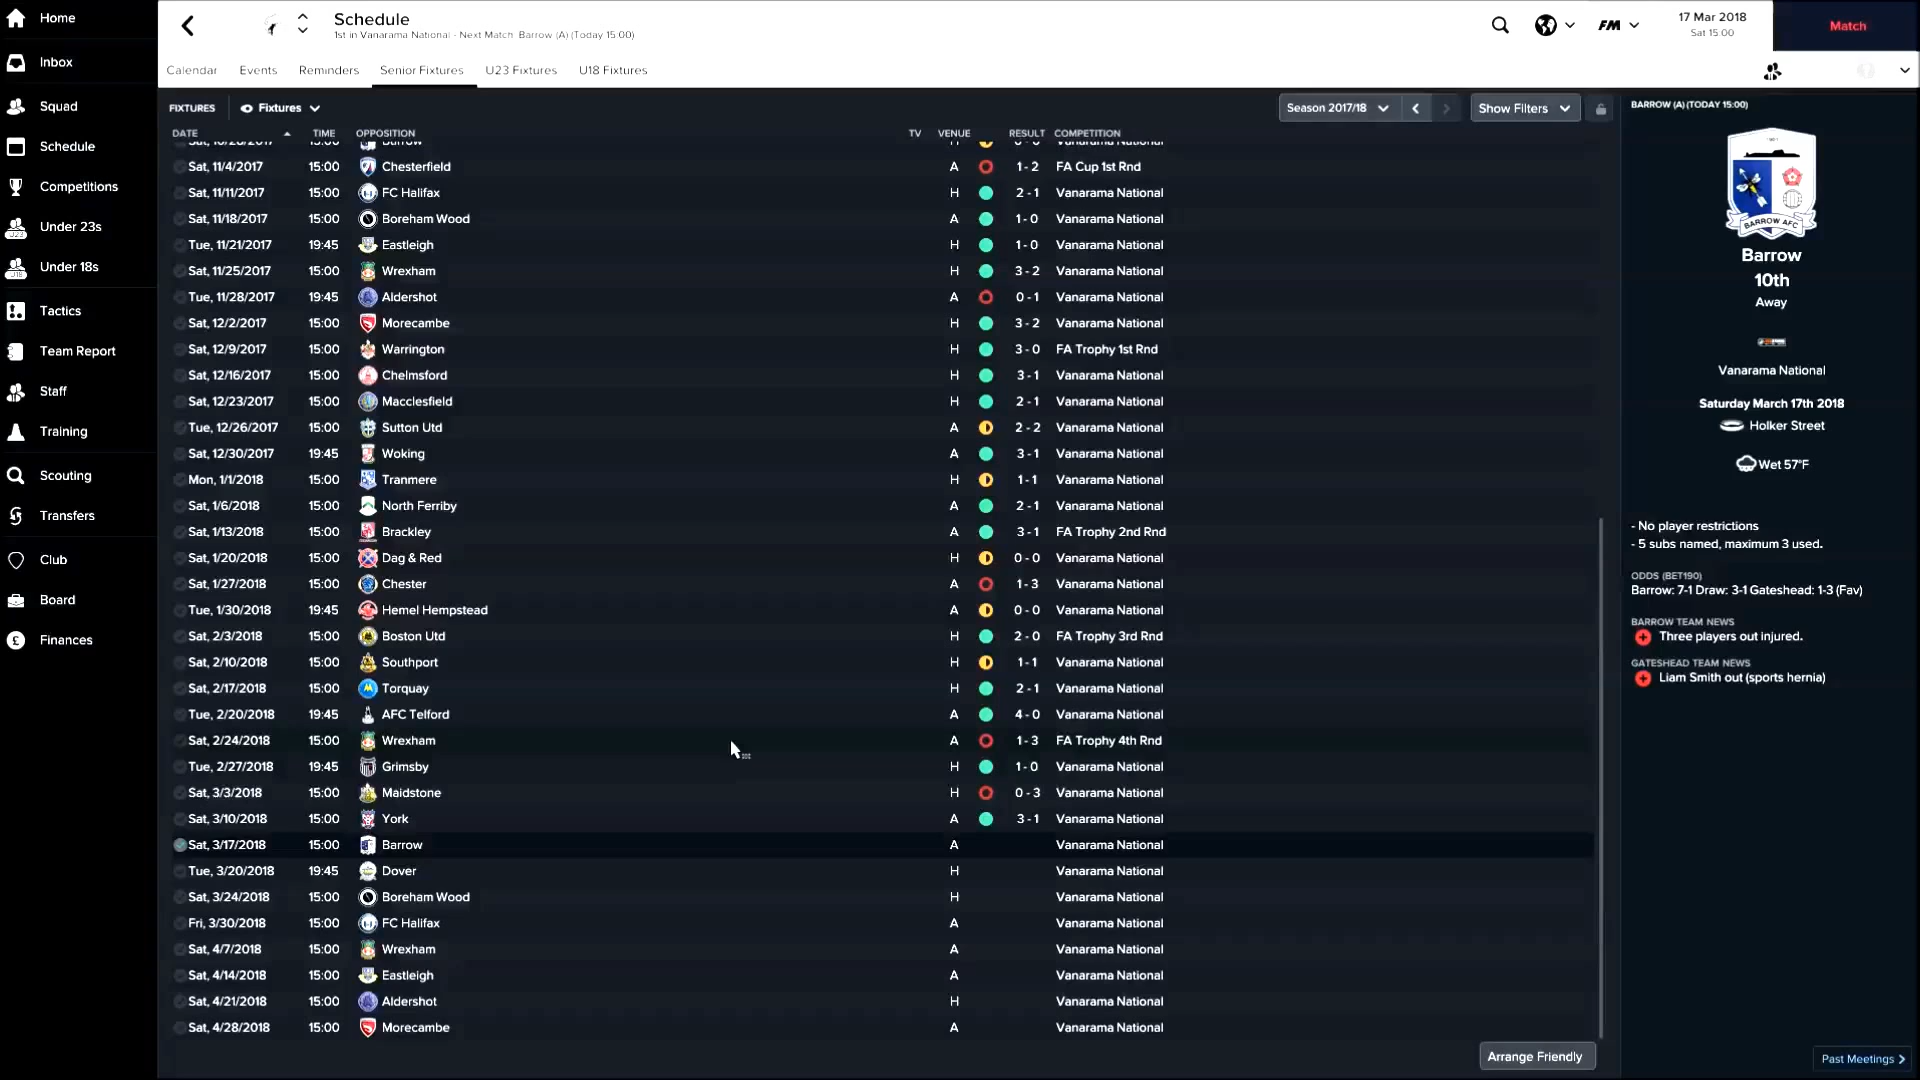 Home
Inbox
Squad
Schedule
Competitions
Under 23s
Under 18s
Tactics
Team Report
Staff
Training
Scouting
Transfers
Club
Board
Finances
Schedule
1st in Vanarama National - Next Match: Barrow (A) (Today 15:00)
FM
17 Mar 2018
Sat 15:00
Match
Calendar Events Reminders Senior Fixtures U23 Fixtures U18 Fixtures
FIXTURES Fixtures Season 2017/18 Show Filters
DATE TIME OPPOSITION TV VENUE RESULT COMPETITION
Sat, 10/28/2017 15:00 Barrow H 0 - 0 Vanarama National
Sat, 11/4/2017 15:00 Chesterfield A 1 - 2 FA Cup 1st Rnd
Sat, 11/11/2017 15:00 FC Halifax H 2 - 1 Vanarama National
Sat, 11/18/2017 15:00 Boreham Wood A 1 - 0 Vanarama National
Tue, 11/21/2017 19:45 Eastleigh H 1 - 0 Vanarama National
Sat, 11/25/2017 15:00 Wrexham H 3 - 2 Vanarama National
Tue, 11/28/2017 19:45 Aldershot A 0 - 1 Vanarama National
Sat, 12/2/2017 15:00 Morecambe H 3 - 2 Vanarama National
Sat, 12/9/2017 15:00 Warrington H 3 - 0 FA Trophy 1st Rnd
Sat, 12/16/2017 15:00 Chelmsford H 3 - 1 Vanarama National
Sat, 12/23/2017 15:00 Macclesfield H 2 - 1 Vanarama National
Tue, 12/26/2017 15:00 Sutton Utd A 2 - 2 Vanarama National
Sat, 12/30/2017 19:45 Woking A 3 - 1 Vanarama National
Mon, 1/1/2018 15:00 Tranmere H 1 - 1 Vanarama National
Sat, 1/6/2018 15:00 North Ferriby A 2 - 1 Vanarama National
Sat, 1/13/2018 15:00 Brackley A 3 - 1 FA Trophy 2nd Rnd
Sat, 1/20/2018 15:00 Dag & Red H 0 - 0 Vanarama National
Sat, 1/27/2018 15:00 Chester A 1 - 3 Vanarama National
Tue, 1/30/2018 19:45 Hemel Hempstead A 0 - 0 Vanarama National
Sat, 2/3/2018 15:00 Boston Utd H 2 - 0 FA Trophy 3rd Rnd
Sat, 2/10/2018 15:00 Southport H 1 - 1 Vanarama National
Sat, 2/17/2018 15:00 Torquay H 2 - 1 Vanarama National
Tue, 2/20/2018 19:45 AFC Telford A 4 - 0 Vanarama National
Sat, 2/24/2018 15:00 Wrexham A 1 - 3 FA Trophy 4th Rnd
Tue, 2/27/2018 19:45 Grimsby H 1 - 0 Vanarama National
Sat, 3/3/2018 15:00 Maidstone H 0 - 3 Vanarama National
Sat, 3/10/2018 15:00 York A 3 - 1 Vanarama National
Sat, 3/17/2018 15:00 Barrow A Vanarama National
Tue, 3/20/2018 19:45 Dover H Vanarama National
Sat, 3/24/2018 15:00 Boreham Wood H Vanarama National
Fri, 3/30/2018 15:00 FC Halifax A Vanarama National
Sat, 4/7/2018 15:00 Wrexham A Vanarama National
Sat, 4/14/2018 15:00 Eastleigh A Vanarama National
Sat, 4/21/2018 15:00 Aldershot H Vanarama National
Sat, 4/28/2018 15:00 Morecambe A Vanarama National
Arrange Friendly
BARROW (A) (TODAY 15:00)
BARROW AFC
Barrow
10th
Away
Vanarama National
Saturday March 17th 2018
Holker Street
Wet 57°F
- No player restrictions
- 5 subs named, maximum 3 used.
ODDS (BET190)
Barrow: 7-1 Draw: 3-1 Gateshead: 1-3 (Fav)
BARROW TEAM NEWS
Three players out injured.
GATESHEAD TEAM NEWS
Liam Smith out (sports hernia)
Past Meetings